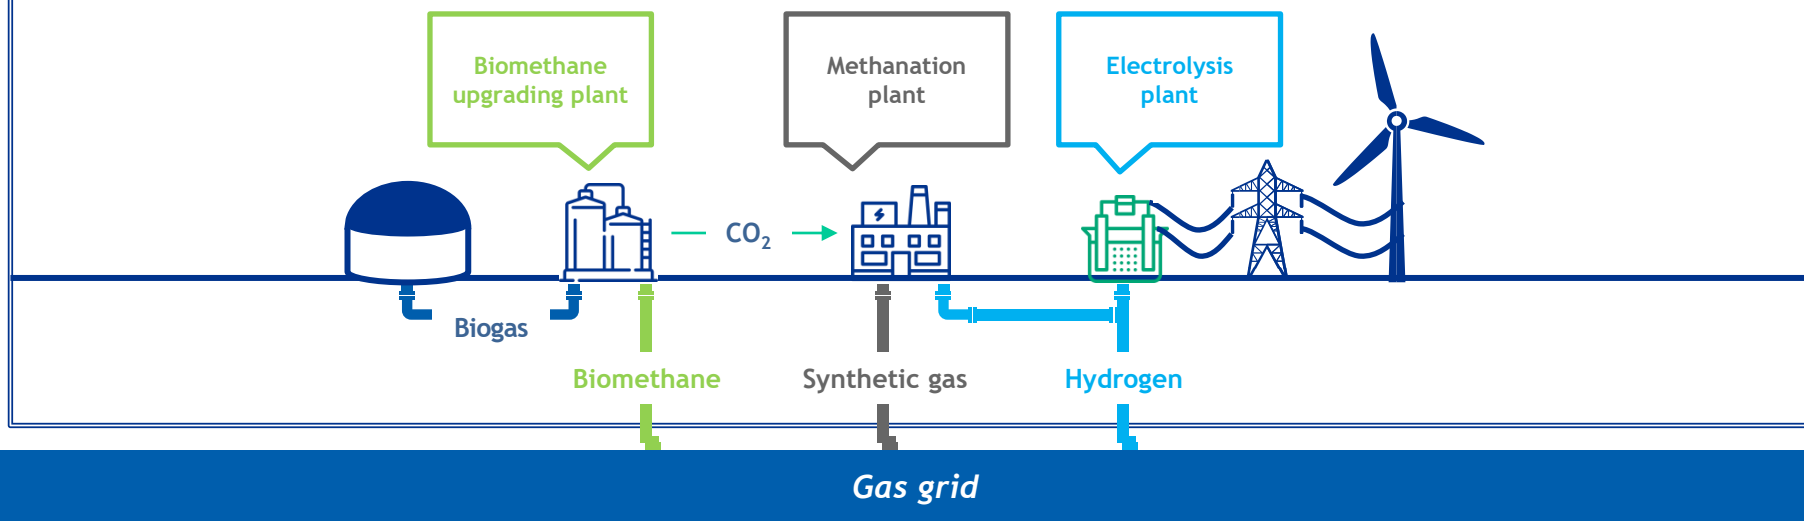 Biomethane
upgrading plant
Methanation
plant
Electrolysis
plant
CO₂
Biogas
Biomethane
Synthetic gas
Hydrogen
Gas grid